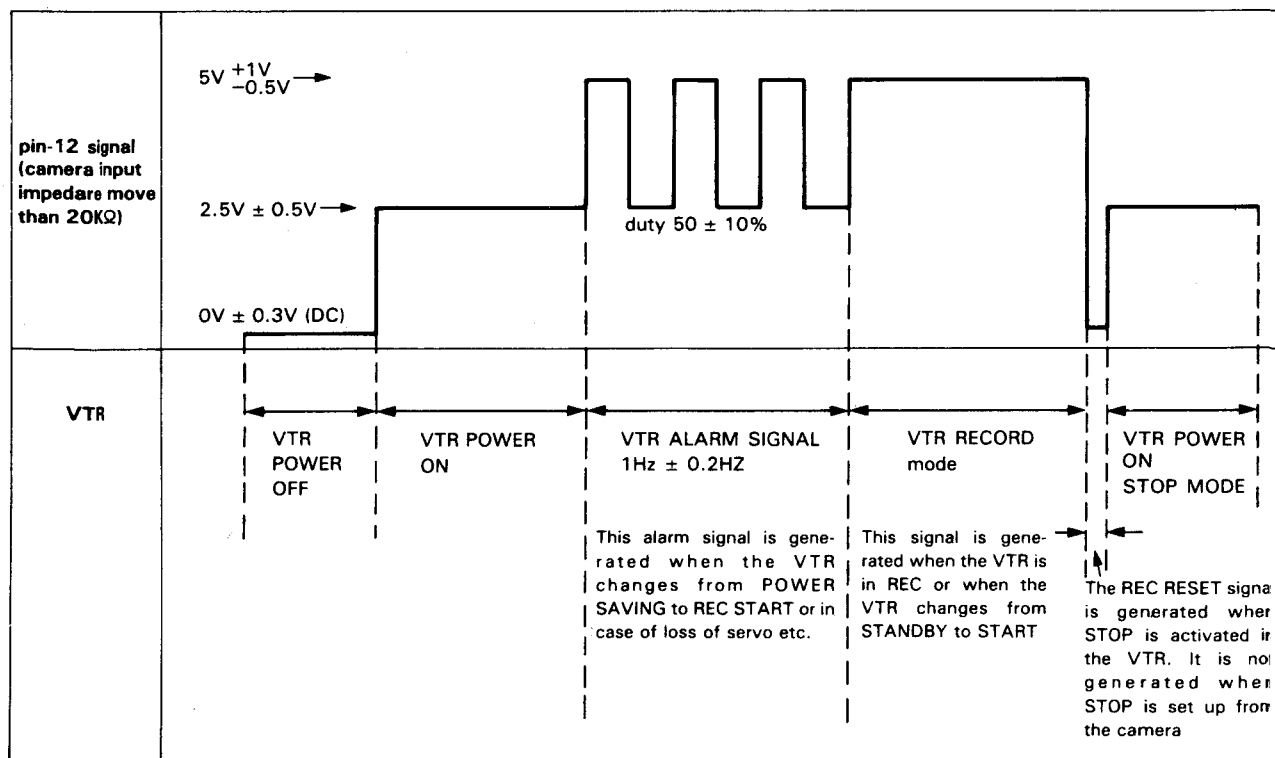 pin-12 signal
(camera input
impedare move
than 20KΩ)
5V +1V
−0.5V
2.5V ± 0.5V
duty 50 ± 10%
0V ± 0.3V (DC)
VTR
VTR
POWER
OFF
VTR POWER
ON
VTR ALARM SIGNAL
1Hz ± 0.2HZ
VTR RECORD
mode
VTR POWER
ON
STOP MODE
This alarm signal is gene-
rated when the VTR
changes from POWER
SAVING to REC START or in
case of loss of servo etc.
This signal is gene-
rated when the VTR is
in REC or when the
VTR changes from
STANDBY to START
The REC RESET signa
is generated wher
STOP is activated ir
the VTR. It is no
generated wher
STOP is set up from
the camera